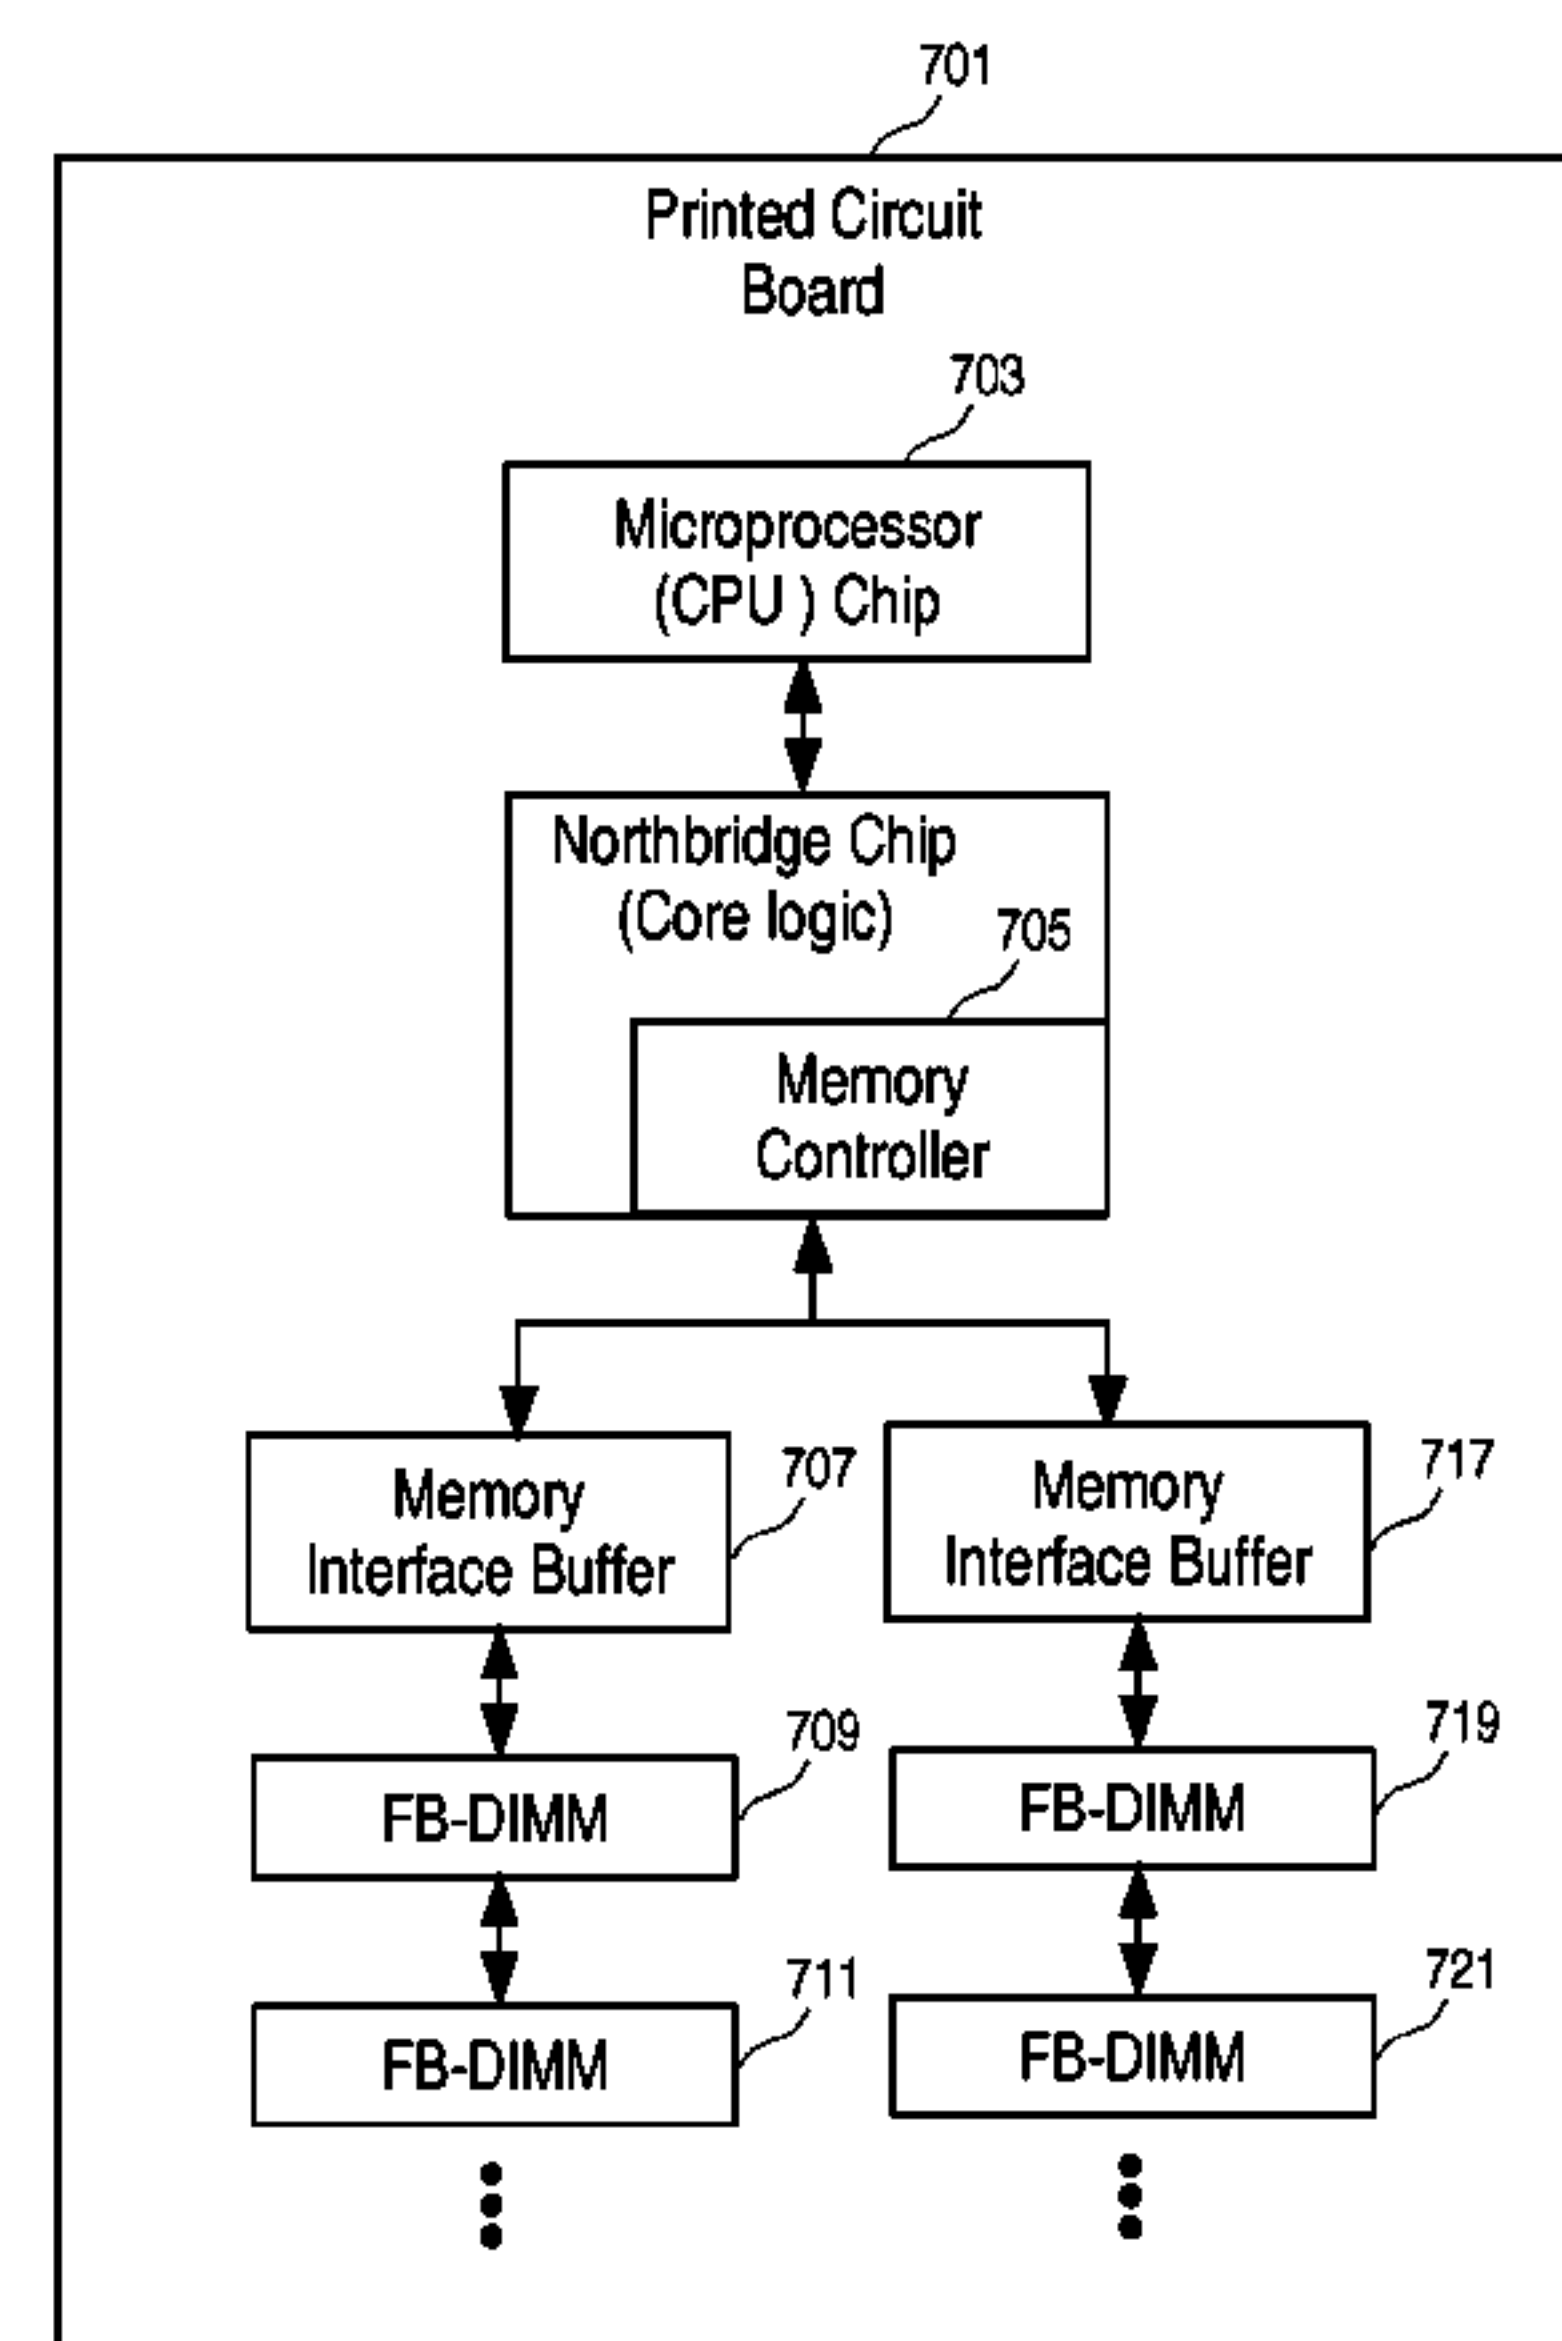 701
Printed Circuit
Board
703
Microprocessor
(CPU ) Chip
Northbridge Chip
(Core logic)
705
Memory
Controller
Memory
Interface Buffer
707
Memory
Interface Buffer
717
FB-DIMM
709
FB-DIMM
719
FB-DIMM
711
FB-DIMM
721